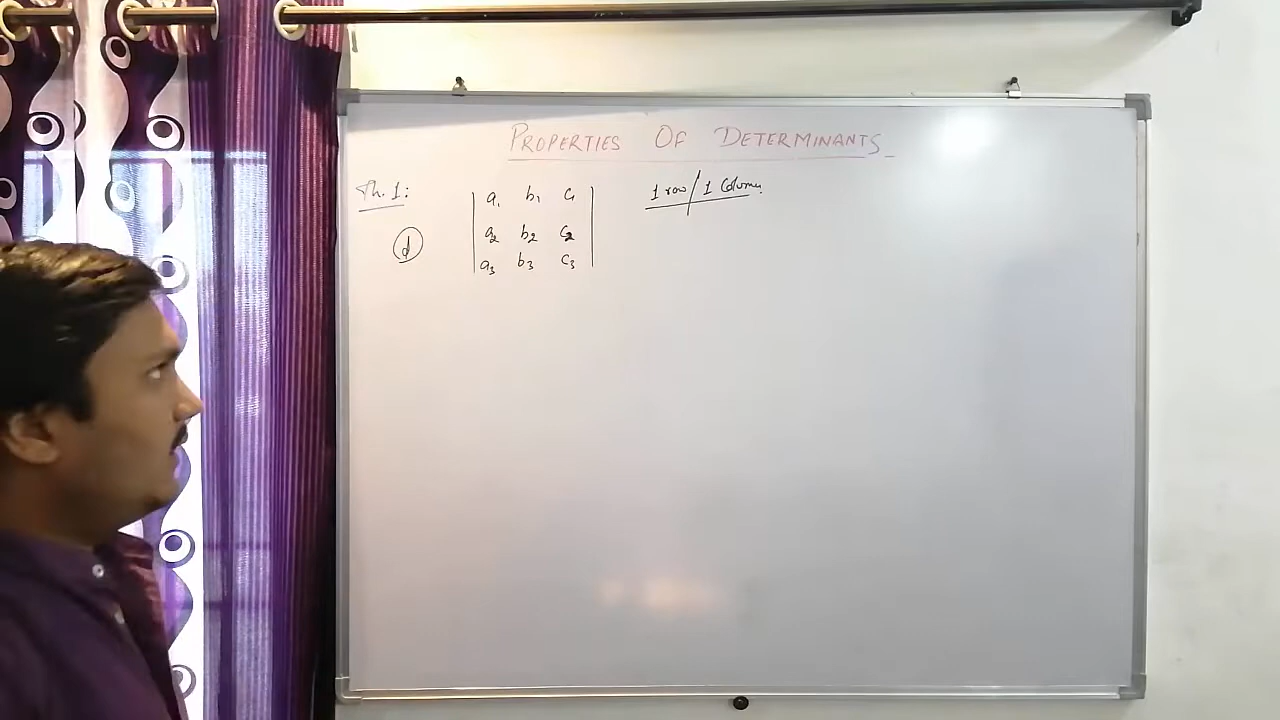 PROPERTIES OF DETERMINANTS
Th. 1:
a₁ b₁ c₁
1 row / 1 Column
d
a₂ b₂ c₂
a₃ b₃ c₃